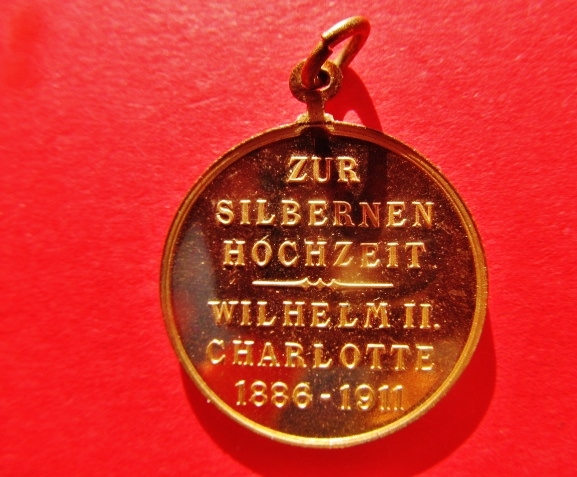 ZUR
SILBERNEN
HOCHZEIT
WILHELM II.
CHARLOTTE
1886-1911